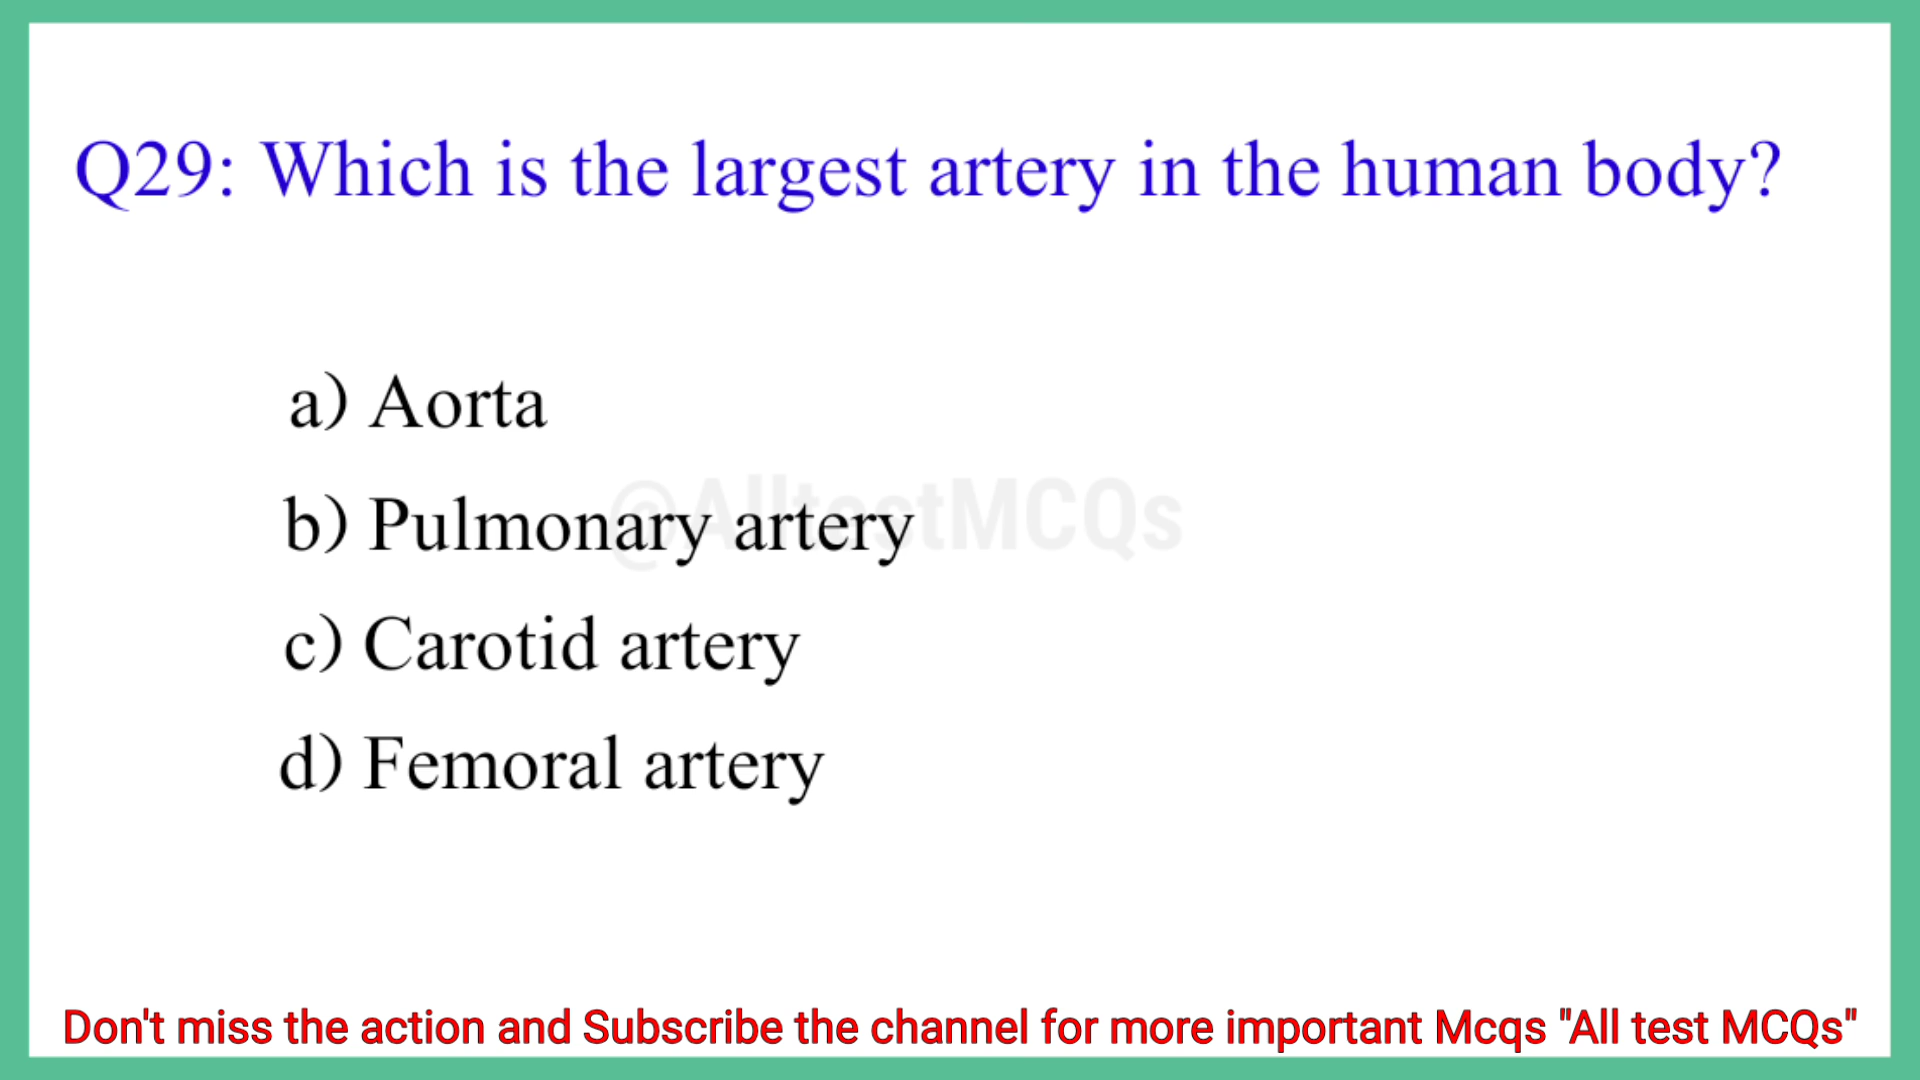 Q29: Which is the largest artery in the human body?
a) Aorta
@AlltestMCQs
b) Pulmonary artery
c) Carotid artery
d) Femoral artery
Don't miss the action and Subscribe the channel for more important Mcqs "All test MCQs"